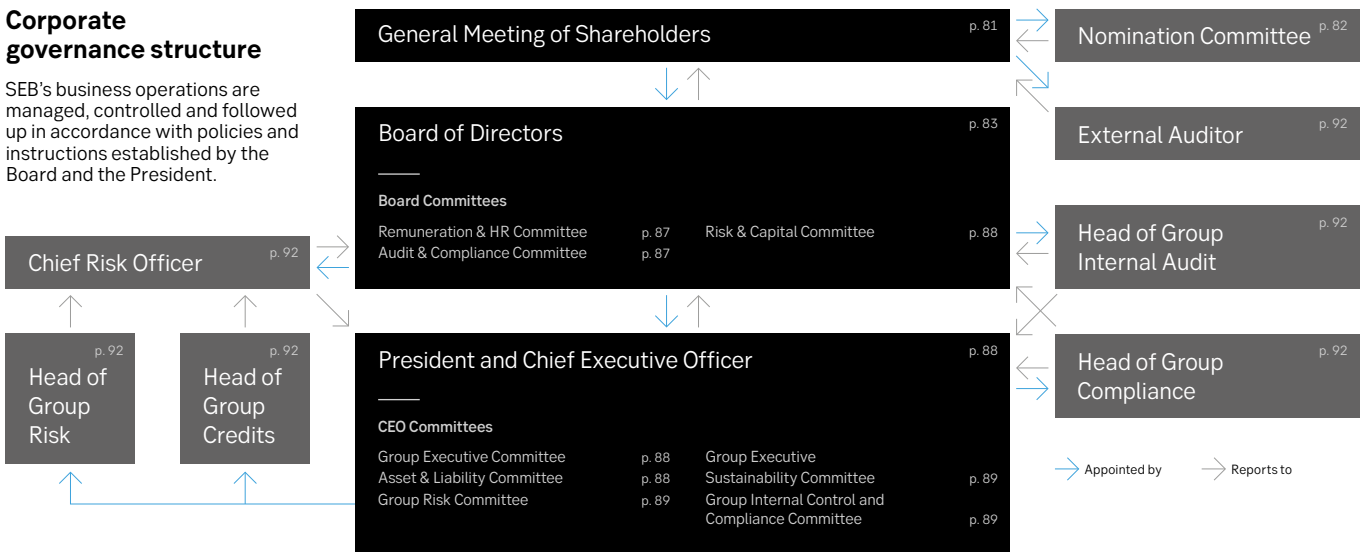 Corporate
governance structure
SEB's business operations are
managed, controlled and followed
up in accordance with policies and
instructions established by the
Board and the President.
General Meeting of Shareholders p. 81
Nomination Committee p. 82
Board of Directors p. 83
Board Committees
Remuneration & HR Committee p. 87 Risk & Capital Committee p. 88
Audit & Compliance Committee p. 87
External Auditor p. 92
Chief Risk Officer p. 92
Head of Group p. 92
Internal Audit
p. 92
Head of
Group
Risk
p. 92
Head of
Group
Credits
President and Chief Executive Officer p. 88
CEO Committees
Group Executive Committee p. 88 Group Executive
Asset & Liability Committee p. 88 Sustainability Committee p. 89
Group Risk Committee p. 89 Group Internal Control and
Compliance Committee p. 89
Head of Group p. 92
Compliance
Appointed by Reports to